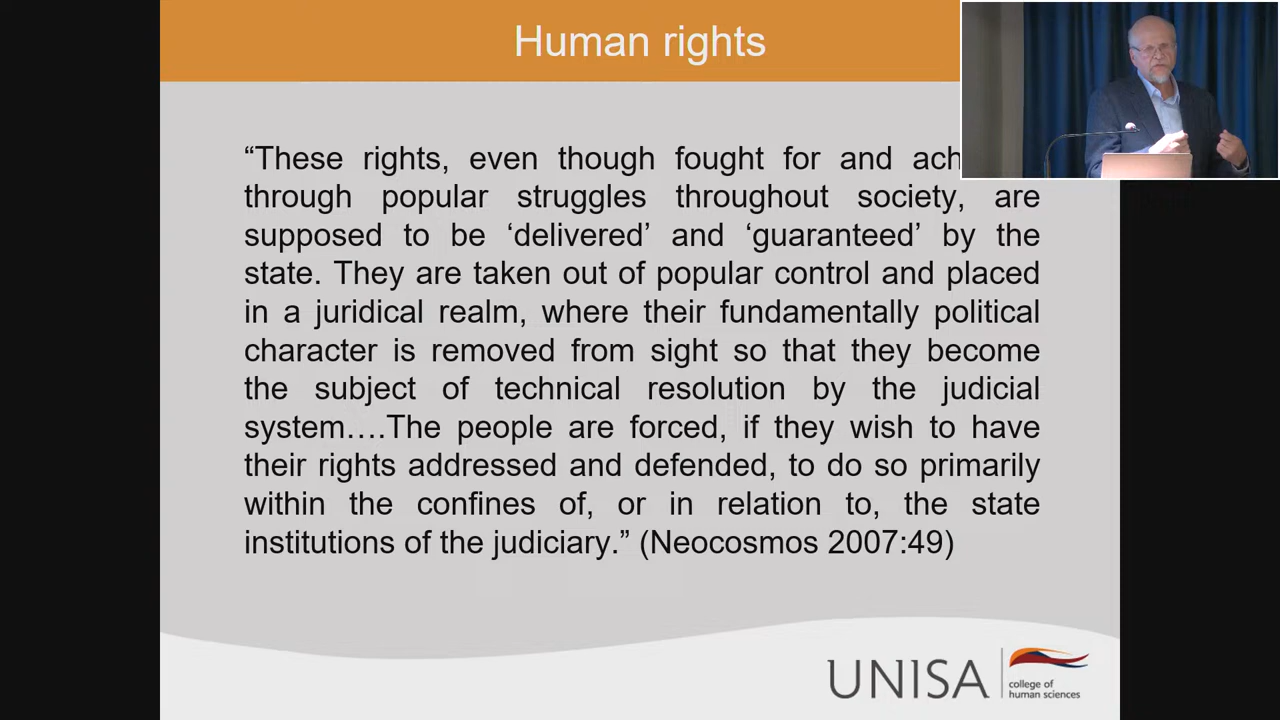 Human rights
“These rights, even though fought for and
through popular struggles throughout society, are
supposed to be ‘delivered’ and ‘guaranteed’ by the
state. They are taken out of popular control and placed
in a juridical realm, where their fundamentally political
character is removed from sight so that they become
the subject of technical resolution by the judicial
system….The people are forced, if they wish to have
their rights addressed and defended, to do so primarily
within the confines of, or in relation to, the state
institutions of the judiciary.” (Neocosmos 2007:49)
UNISA
college of
human sciences